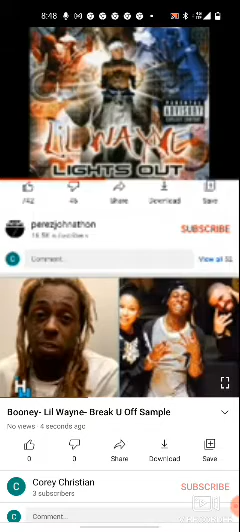 8:48
PARENTAL
ADVISORY
LIL WAYNE
LIGHTS OUT
742
Share
Download
Save
perezjohnathon
SUBSCRIBE
Comment...
View all
H
Booney- Lil Wayne- Break U Off Sample
No views • 4 seconds ago
0
0
Share
Download
Save
C
Corey Christian
3 subscribers
SUBSCRIBE
C
Comment...